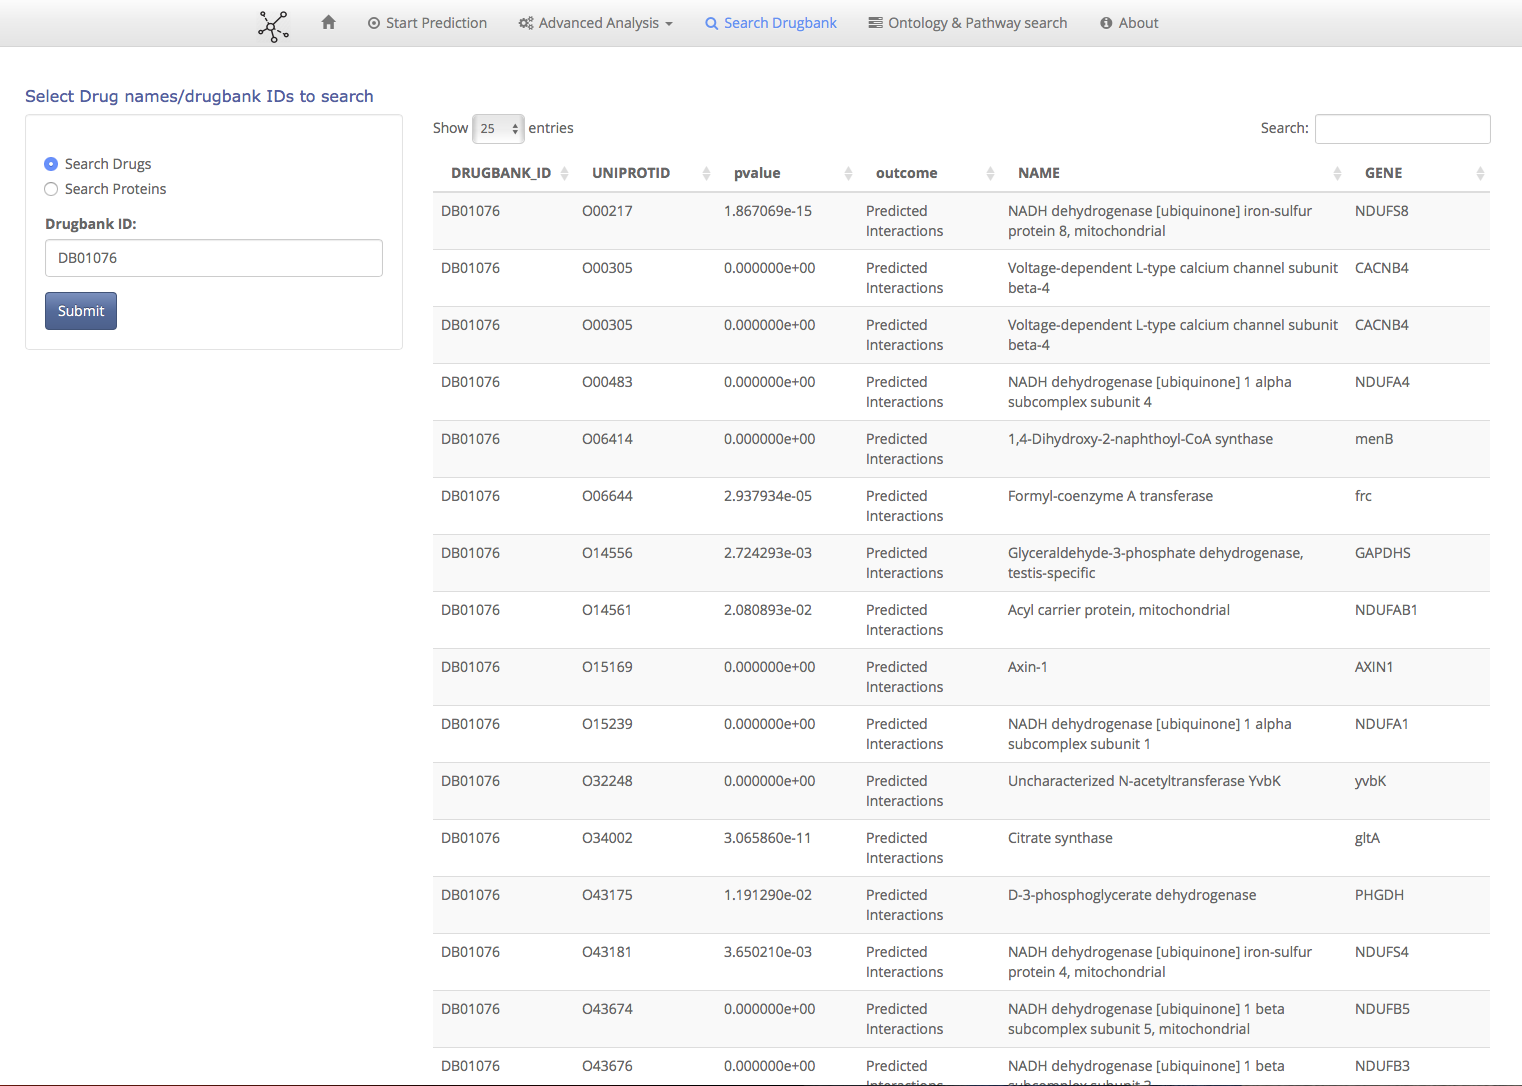 Start Prediction Advanced Analysis Search Drugbank Ontology & Pathway search About
Select Drug names/drugbank IDs to search
Search Drugs
Search Proteins
Drugbank ID:
DB01076
Submit
Show 25 entries Search:
DRUGBANK_ID UNIPROTID pvalue outcome NAME GENE
DB01076 O00217 1.867069e-15 Predicted NADH dehydrogenase [ubiquinone] iron-sulfur NDUFS8
Interactions protein 8, mitochondrial
DB01076 O00305 0.000000e+00 Predicted Voltage-dependent L-type calcium channel subunit CACNB4
Interactions beta-4
DB01076 O00305 0.000000e+00 Predicted Voltage-dependent L-type calcium channel subunit CACNB4
Interactions beta-4
DB01076 O00483 0.000000e+00 Predicted NADH dehydrogenase [ubiquinone] 1 alpha NDUFA4
Interactions subcomplex subunit 4
DB01076 O06414 0.000000e+00 Predicted 1,4-Dihydroxy-2-naphthoyl-CoA synthase menB
Interactions
DB01076 O06644 2.937934e-05 Predicted Formyl-coenzyme A transferase frc
Interactions
DB01076 O14556 2.724293e-03 Predicted Glyceraldehyde-3-phosphate dehydrogenase, GAPDHS
Interactions testis-specific
DB01076 O14561 2.080893e-02 Predicted Acyl carrier protein, mitochondrial NDUFAB1
Interactions
DB01076 O15169 0.000000e+00 Predicted Axin-1 AXIN1
Interactions
DB01076 O15239 0.000000e+00 Predicted NADH dehydrogenase [ubiquinone] 1 alpha NDUFA1
Interactions subcomplex subunit 1
DB01076 O32248 0.000000e+00 Predicted Uncharacterized N-acetyltransferase YvbK yvbK
Interactions
DB01076 O34002 3.065860e-11 Predicted Citrate synthase gltA
Interactions
DB01076 O43175 1.191290e-02 Predicted D-3-phosphoglycerate dehydrogenase PHGDH
Interactions
DB01076 O43181 3.650210e-03 Predicted NADH dehydrogenase [ubiquinone] iron-sulfur NDUFS4
Interactions protein 4, mitochondrial
DB01076 O43674 0.000000e+00 Predicted NADH dehydrogenase [ubiquinone] 1 beta NDUFB5
Interactions subcomplex subunit 5, mitochondrial
DB01076 O43676 0.000000e+00 Predicted NADH dehydrogenase [ubiquinone] 1 beta NDUFB3
Interactions subcomplex subunit 3